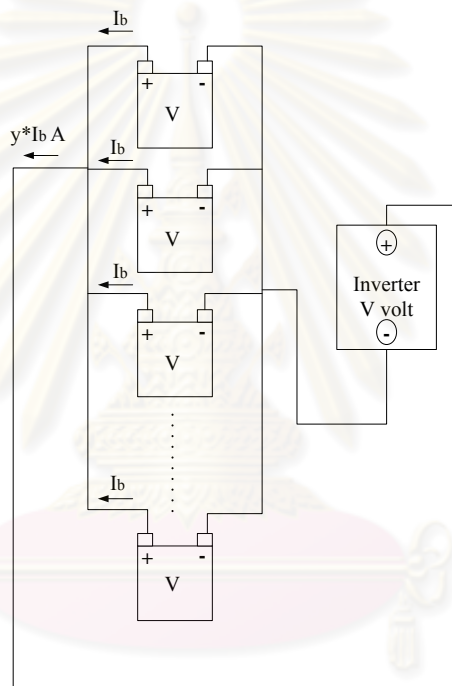 Ib
+ -
V
y*Ib A
Ib
+ -
V
Ib
+ -
V
+
Inverter
V volt
-
Ib
+ -
V